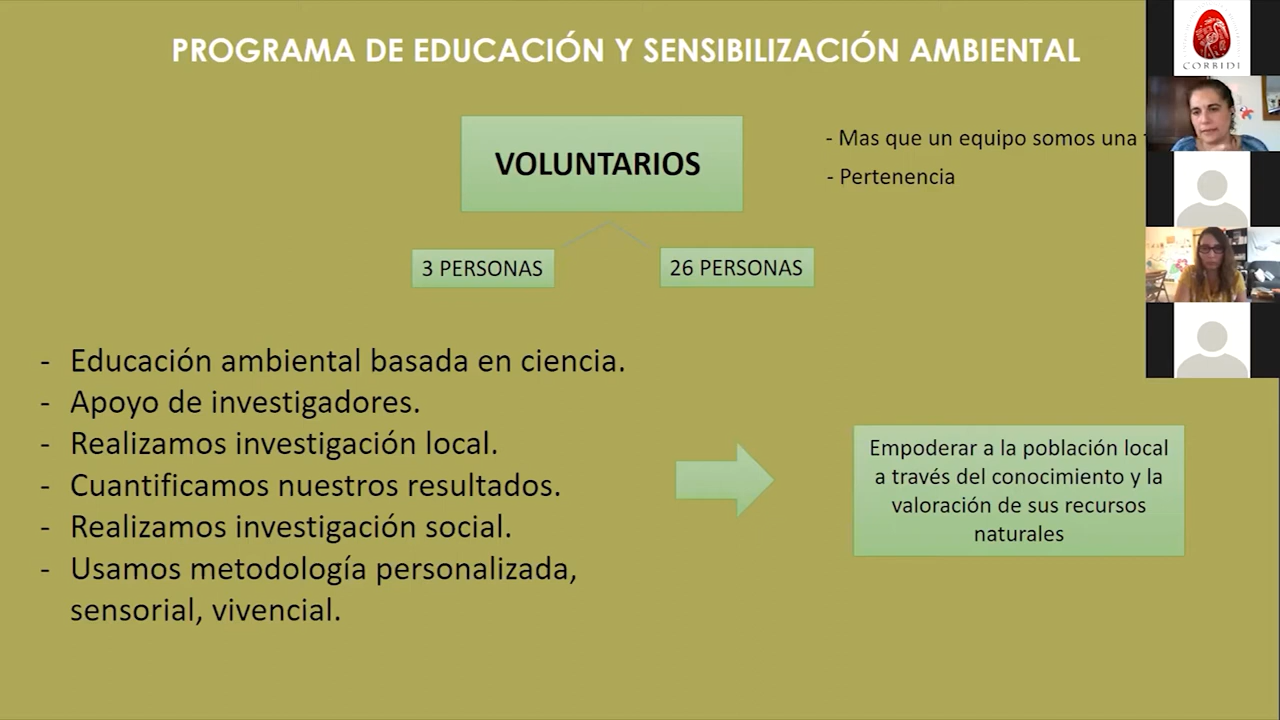 PROGRAMA DE EDUCACIÓN Y SENSIBILIZACIÓN AMBIENTAL
CORBIDI
VOLUNTARIOS
- Mas que un equipo somos una
- Pertenencia
3 PERSONAS
26 PERSONAS
- Educación ambiental basada en ciencia.
- Apoyo de investigadores.
- Realizamos investigación local.
- Cuantificamos nuestros resultados.
- Realizamos investigación social.
- Usamos metodología personalizada,
sensorial, vivencial.
Empoderar a la población local
a través del conocimiento y la
valoración de sus recursos
naturales